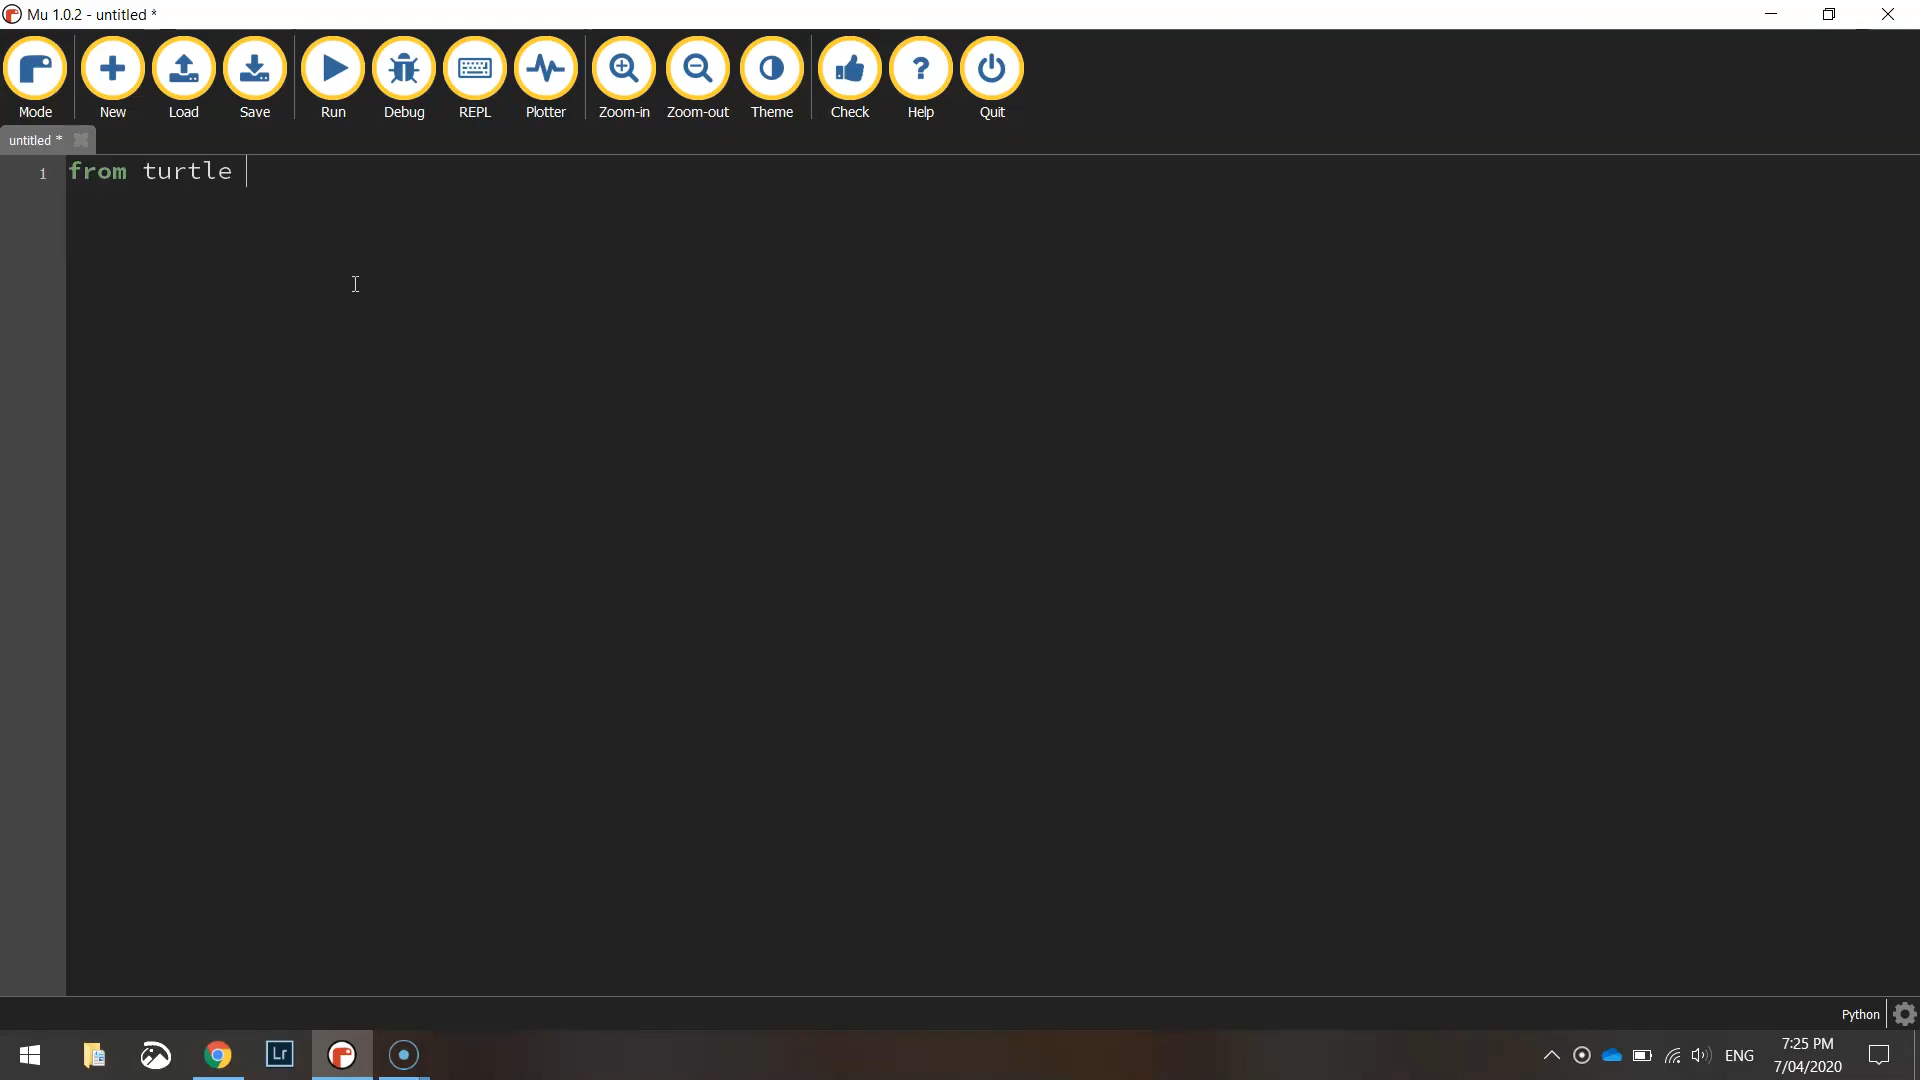 Mu 1.0.2 - untitled *
Mode New Load Save Run Debug REPL Plotter Zoom-in Zoom-out Theme Check Help Quit
untitled *
1 from turtle
Python
Lr ENG 7:25 PM
7/04/2020